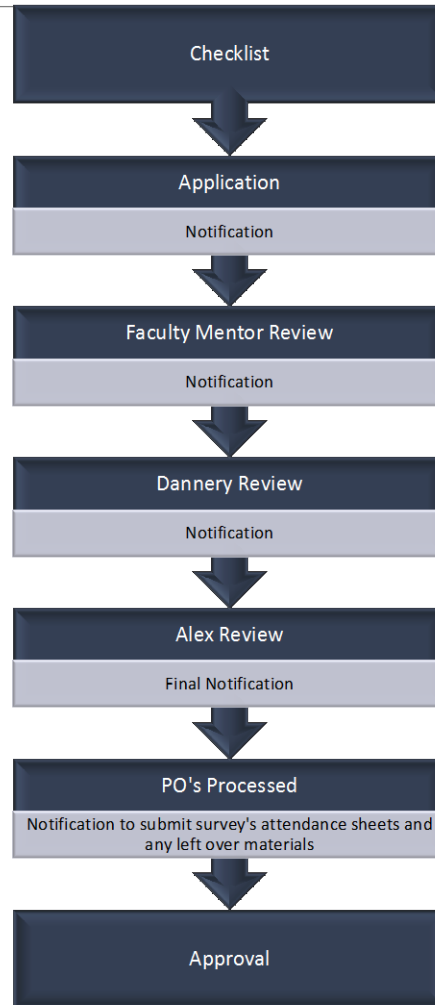 Checklist
Application
Notification
Faculty Mentor Review
Notification
Dannery Review
Notification
Alex Review
Final Notification
PO's Processed
Notification to submit survey's attendance sheets and
any left over materials
Approval